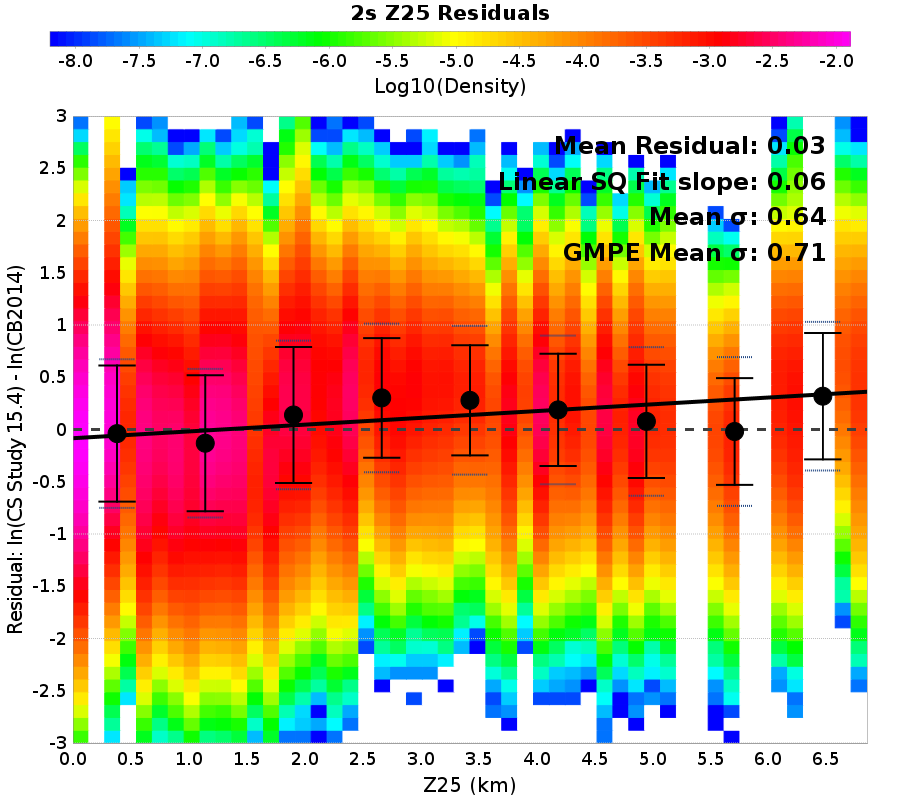 2s Z25 Residuals
-8.0 -7.5 -7.0 -6.5 -6.0 -5.5 -5.0 -4.5 -4.0 -3.5 -3.0 -2.5 -2.0
Log10(Density)
Mean Residual: 0.03
Linear SQ Fit slope: 0.06
Mean σ: 0.64
GMPE Mean σ: 0.71
Residual: ln(CS Study 15.4) - ln(CB2014)
3
2.5
2
1.5
1
0.5
0
-0.5
-1
-1.5
-2
-2.5
-3
0.0 0.5 1.0 1.5 2.0 2.5 3.0 3.5 4.0 4.5 5.0 5.5 6.0 6.5
Z25 (km)